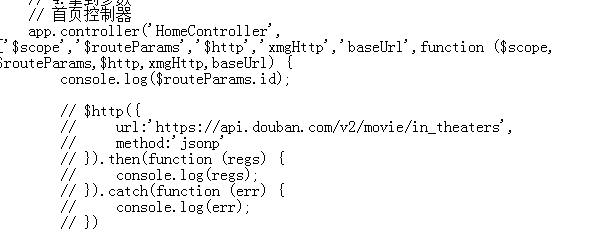 // 首页控制器
app.controller('HomeController',
['$scope','$routeParams','$http','xmgHttp','baseUrl',function ($scope,
$routeParams,$http,xmgHttp,baseUrl) {
console.log($routeParams.id);
// $http({
// url:'https://api.douban.com/v2/movie/in_theaters',
// method:'jsonp'
// }).then(function (regs) {
// console.log(regs);
// }).catch(function (err) {
// console.log(err);
// })